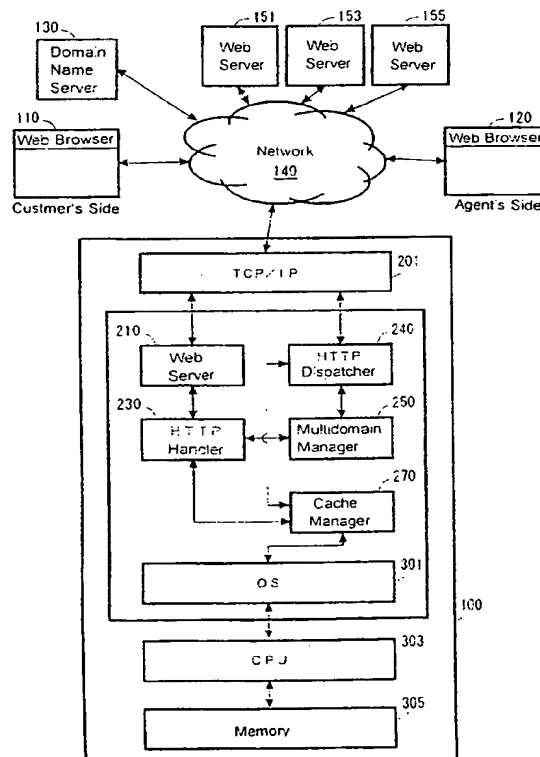 130
Domain
Name
Server
151
Web
Server
153
Web
Server
155
Web
Server
110
Web Browser
Custmer's Side
Network
140
120
Web Browser
Agent's Side
TCP/IP
201
210
Web
Server
240
HTTP
Dispatcher
230
HTTP
Handler
250
Multidomain
Manager
270
Cache
Manager
OS
301
100
CPU
303
Memory
305